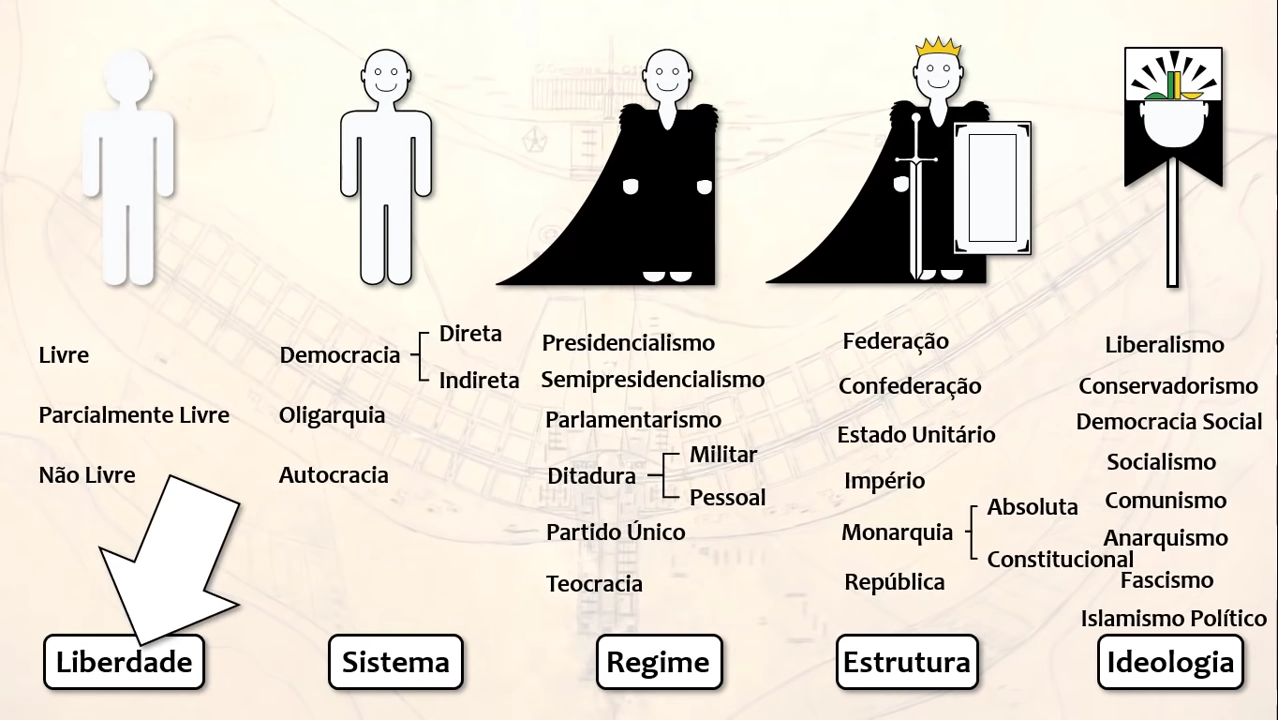 Livre
Parcialmente Livre
Não Livre
Liberdade
Democracia
Direta
Indireta
Oligarquia
Autocracia
Sistema
Presidencialismo
Semipresidencialismo
Parlamentarismo
Ditadura
Militar
Pessoal
Partido Único
Teocracia
Regime
Federação
Confederação
Estado Unitário
Império
Monarquia
Absoluta
Constitucional
República
Estrutura
Liberalismo
Conservadorismo
Democracia Social
Socialismo
Comunismo
Anarquismo
Fascismo
Islamismo Político
Ideologia